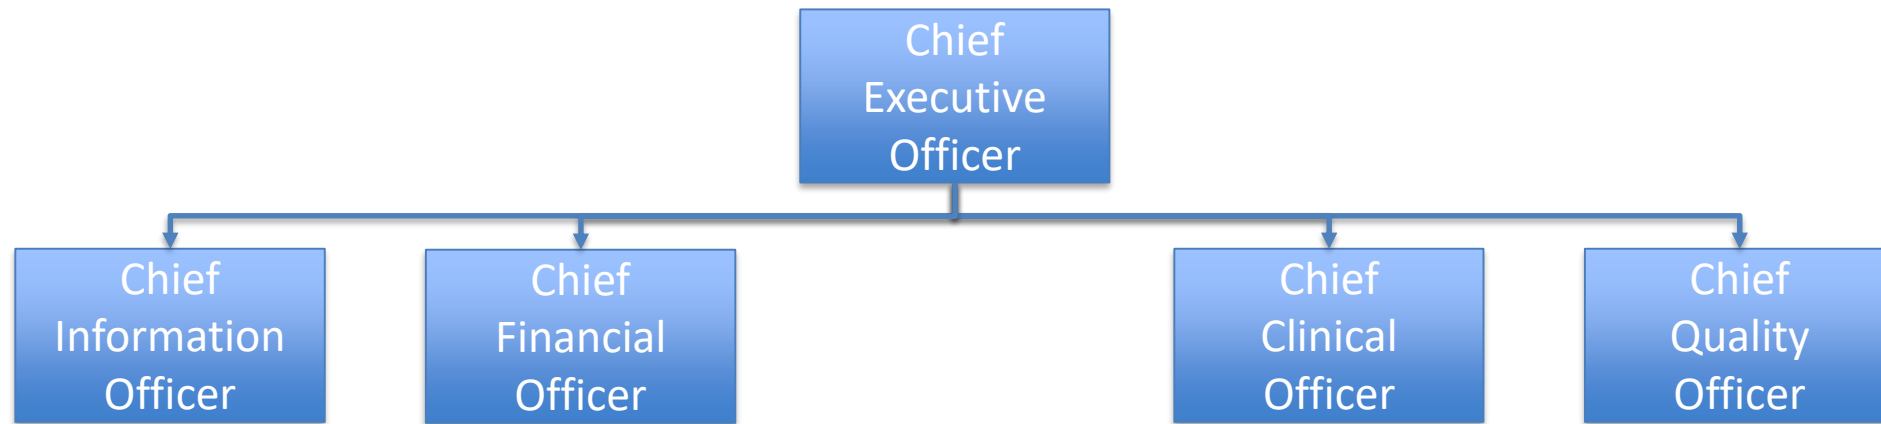 Chief
Executive
Officer
Chief
Information
Officer
Chief
Financial
Officer
Chief
Clinical
Officer
Chief
Quality
Officer